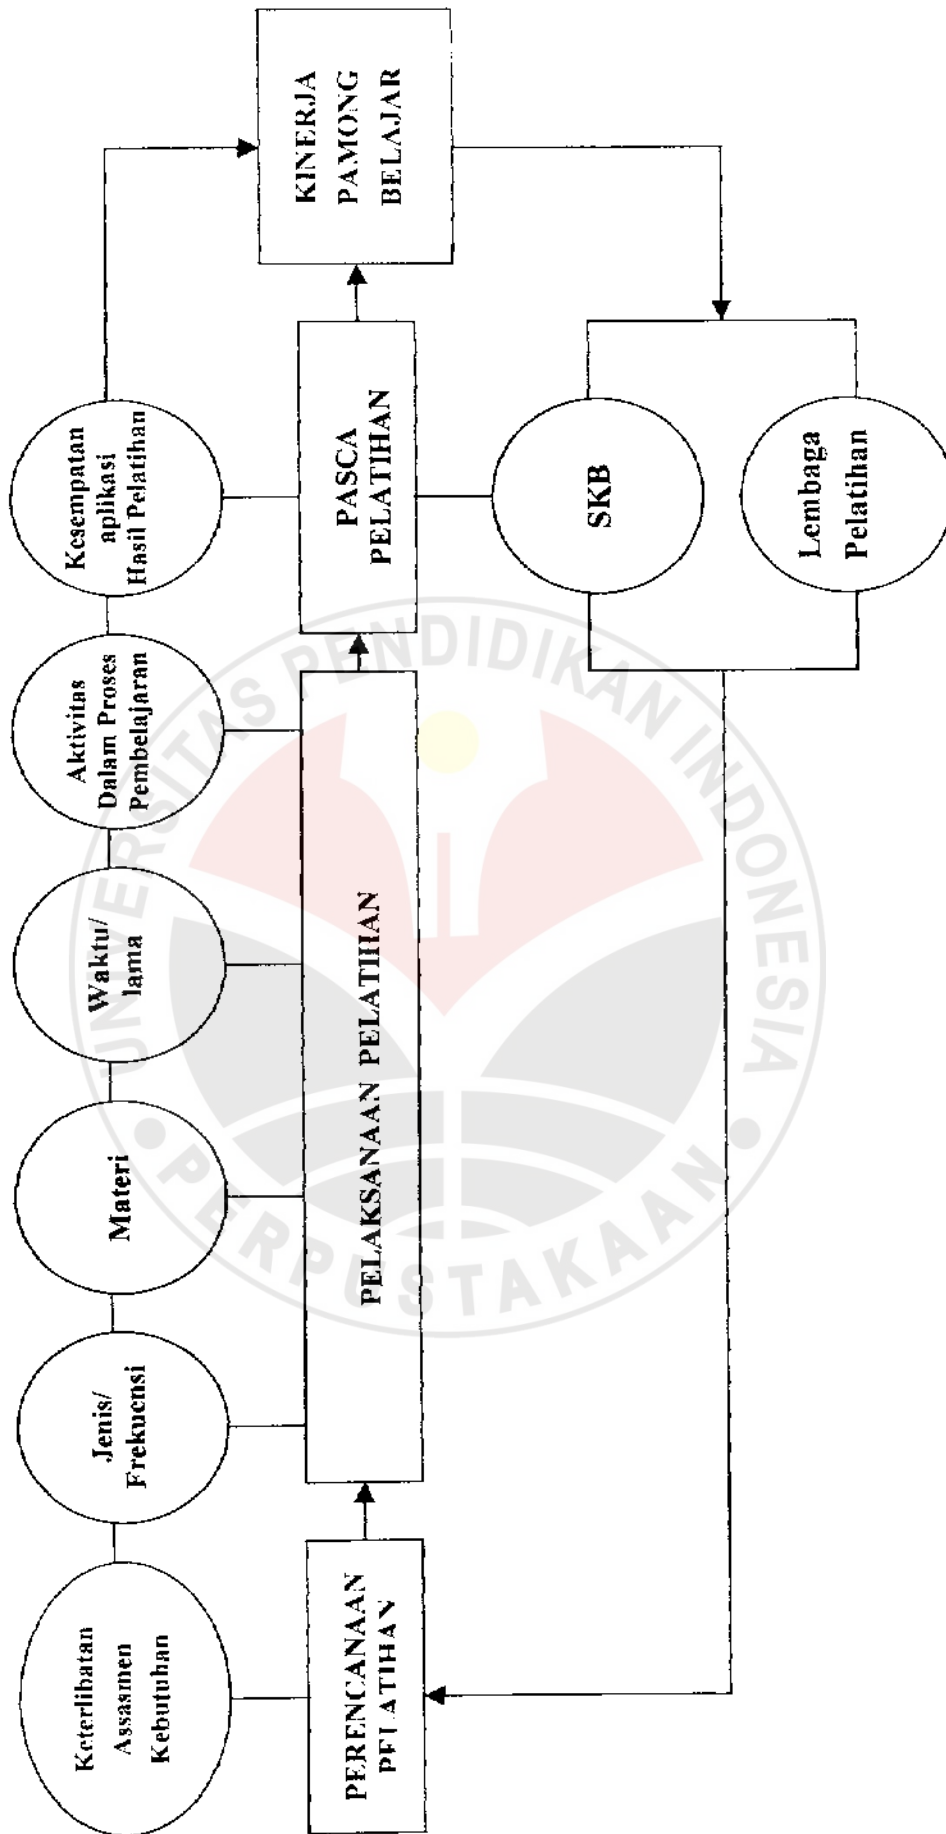 Keterlibatan
Assasmen
Kebutuhan
Jenis/
Frekuensi
Materi
Waktu/
lama
Aktivitas
Dalam Proses
Pembelajaran
Kesempatan
aplikasi
Hasil Pelatihan
PERENCANAAN
PELATIHAN
PELAKSANAAN PELATIHAN
PASCA
PELATIHAN
KINERJA
PAMONG
BELAJAR
SKB
Lembaga
Pelatihan
UNIVERSITAS PENDIDIKAN INDONESIA
PERPUSTAKAAN